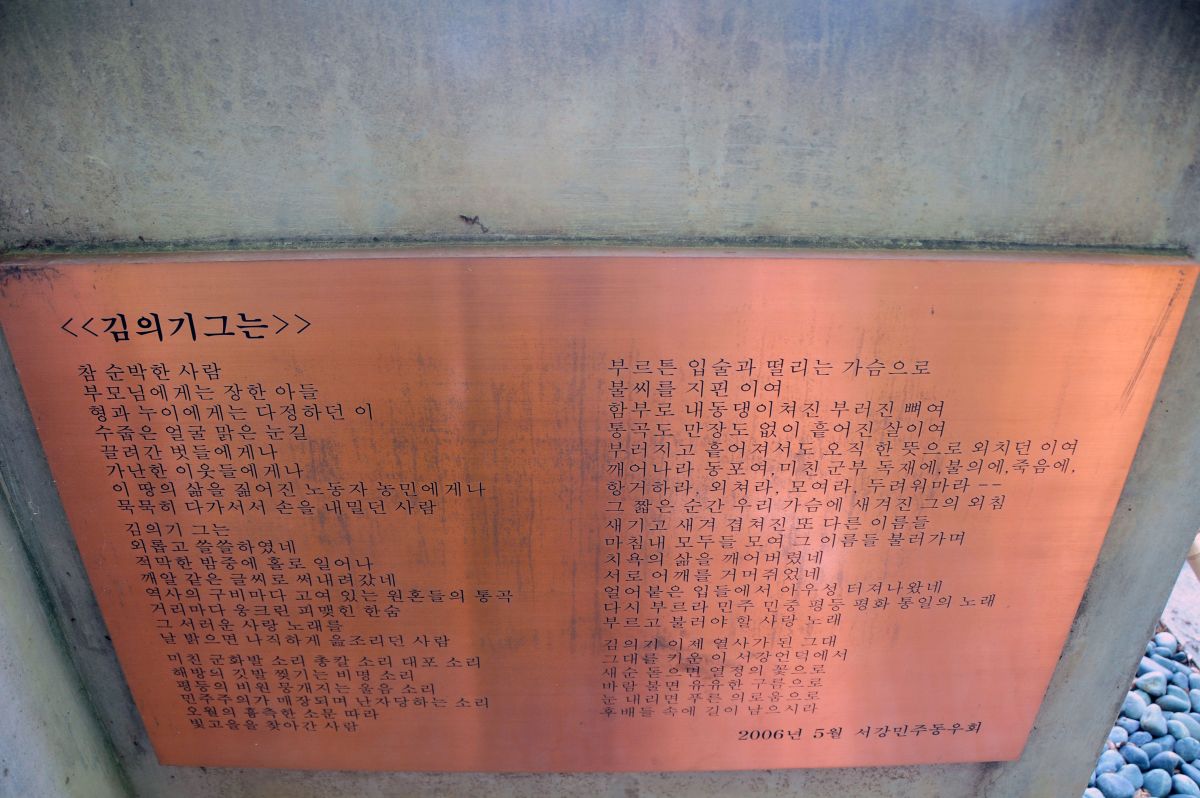 <<김의기그는>>
참 순박한 사람
부모님에게는 장한 아들
형과 누이에게는 다정하던 이
수줍은 얼굴 맑은 눈길
끌려간 벗들에게나
가난한 이웃들에게나
이 땅의 삶을 짊어진 노동자 농민에게나
묵묵히 다가서서 손을 내밀던 사람
김의기 그는
외롭고 쓸쓸하였네
적막한 밤중에 홀로 일어나
깨알 같은 글씨로 써내려갔네
역사의 구비마다 고여 있는 원혼들의 통곡
거리마다 웅크린 피맺힌 한숨
그 서러운 사랑 노래를
날 밝으면 나직하게 읊조리던 사람
미친 군화발 소리 총칼 소리 대포 소리
해방의 깃발 찢기는 비명 소리
평등의 비원 뭉개지는 울음 소리
민주주의가 매장되며 난자당하는 소리
오월의 흉측한 소문 따라
빛고을을 찾아간 사람
부르튼 입술과 떨리는 가슴으로
불씨를 지핀 이여
함부로 내동댕이쳐진 부러진 뼈여
통곡도 만장도 없이 흩어진 살이여
부러지고 흩어져서도 오직 한 뜻으로 외치던 이여
깨어나라 동포여, 미친 군부 독재에, 불의에, 죽음에,
항거하라, 외쳐라, 모여라, 두려워마라 --
그 짧은 순간 우리 가슴에 새겨진 그의 외침
새기고 새겨 겹쳐진 또 다른 이름들
마침내 모두들 모여 그 이름들 불러가며
치욕의 삶을 깨어버렸네
서로 어깨를 거머쥐었네
얼어붙은 입들에서 아우성 터져나왔네
다시 부르라 민주 민중 평등 평화 통일의 노래
부르고 불러야 할 사랑 노래
김의기 이제 열사가 된 그대
그대를 키운 이 서강언덕에서
새순 돋으면 열정의 꽃으로
바람 불면 유유한 구름으로
눈 내리면 푸른 의로움으로
후배들 속에 길이 남으시라
2006년 5월 서강민주동우회